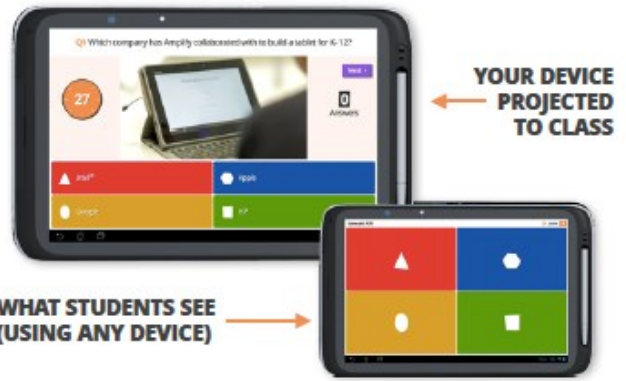 Q1 Which company has Amplify collaborated with to build a tablet for K-12?
27
Next
0
Answers
Intel®
Apple
Google
HP
YOUR DEVICE
PROJECTED
TO CLASS
WHAT STUDENTS SEE
(USING ANY DEVICE)